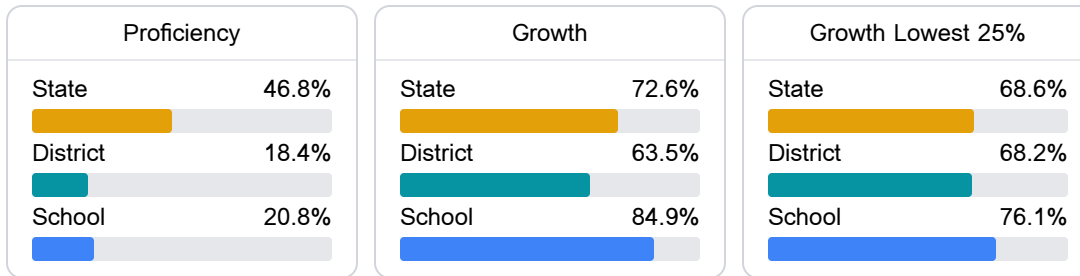 Proficiency
State 46.8%
District 18.4%
School 20.8%
Growth
State 72.6%
District 63.5%
School 84.9%
Growth Lowest 25%
State 68.6%
District 68.2%
School 76.1%